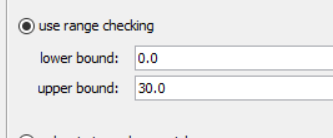 use range checking
lower bound: 0.0
upper bound: 30.0